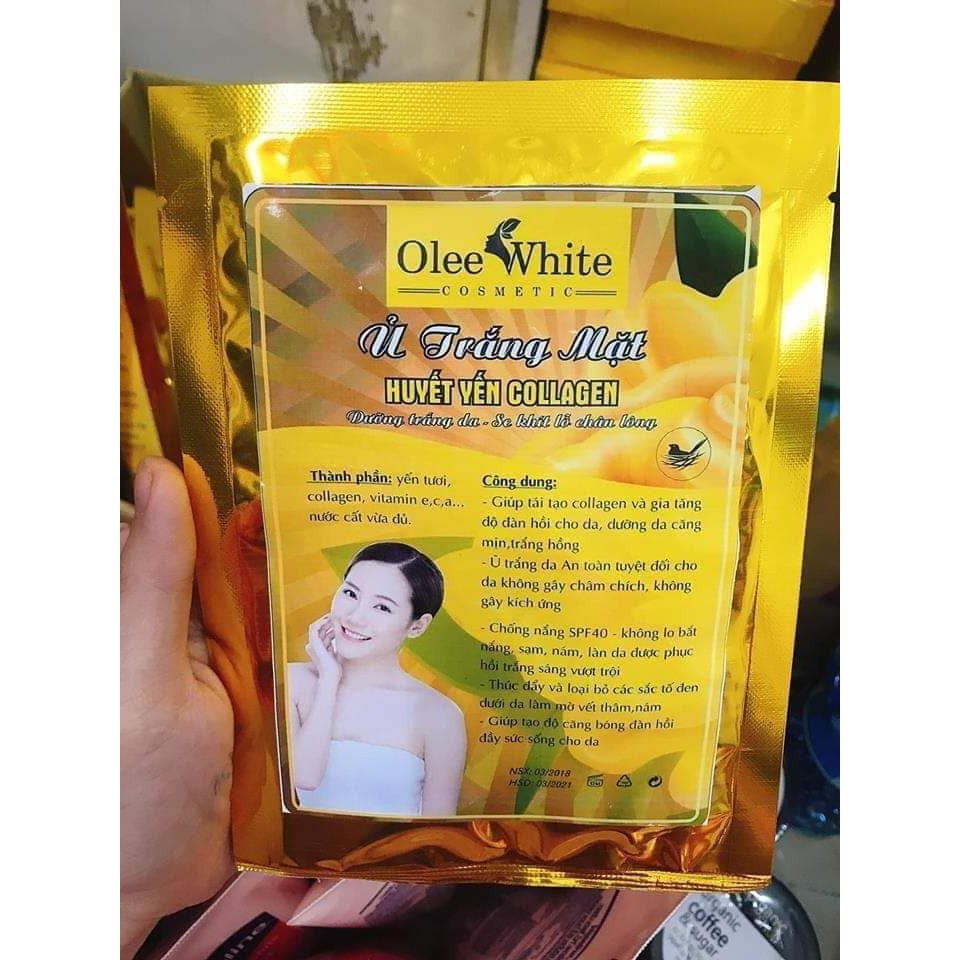 Olee White
COSMETIC
Ủ Trắng Mặt
HUYẾT YẾN COLLAGEN
Dưỡng trắng da - Se khít lỗ chân lông
Thành phần: yến tươi,
collagen, vitamin e,c,a...
nước cất vừa đủ.
Công dung:
- Giúp tái tạo collagen và gia tăng
độ đàn hồi cho da, dưỡng da căng
mịn,trắng hồng
- Ủ trắng da An toàn tuyệt đối cho
da không gây châm chích, không
gây kích ứng
- Chống nắng SPF40 - không lo bắt
nắng, sạm, nám, làn da được phục
hồi trắng sáng vượt trội
- Thúc đẩy và loại bỏ các sắc tố đen
dưới da làm mờ vết thâm,nám
- Giúp tạo độ căng bóng đàn hồi
đầy sức sống cho da
NSX: 03/2018
HSD: 03/2021
organic
coffee
& sugar